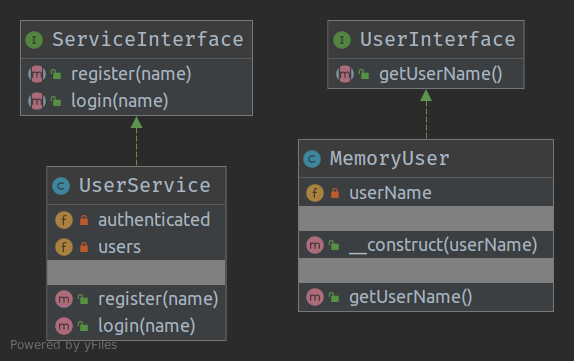 I ServiceInterface
m register(name)
m login(name)
I UserInterface
m getUserName()
C UserService
f authenticated
f users
m register(name)
m login(name)
C MemoryUser
f userName
m __construct(userName)
m getUserName()
Powered by yFiles